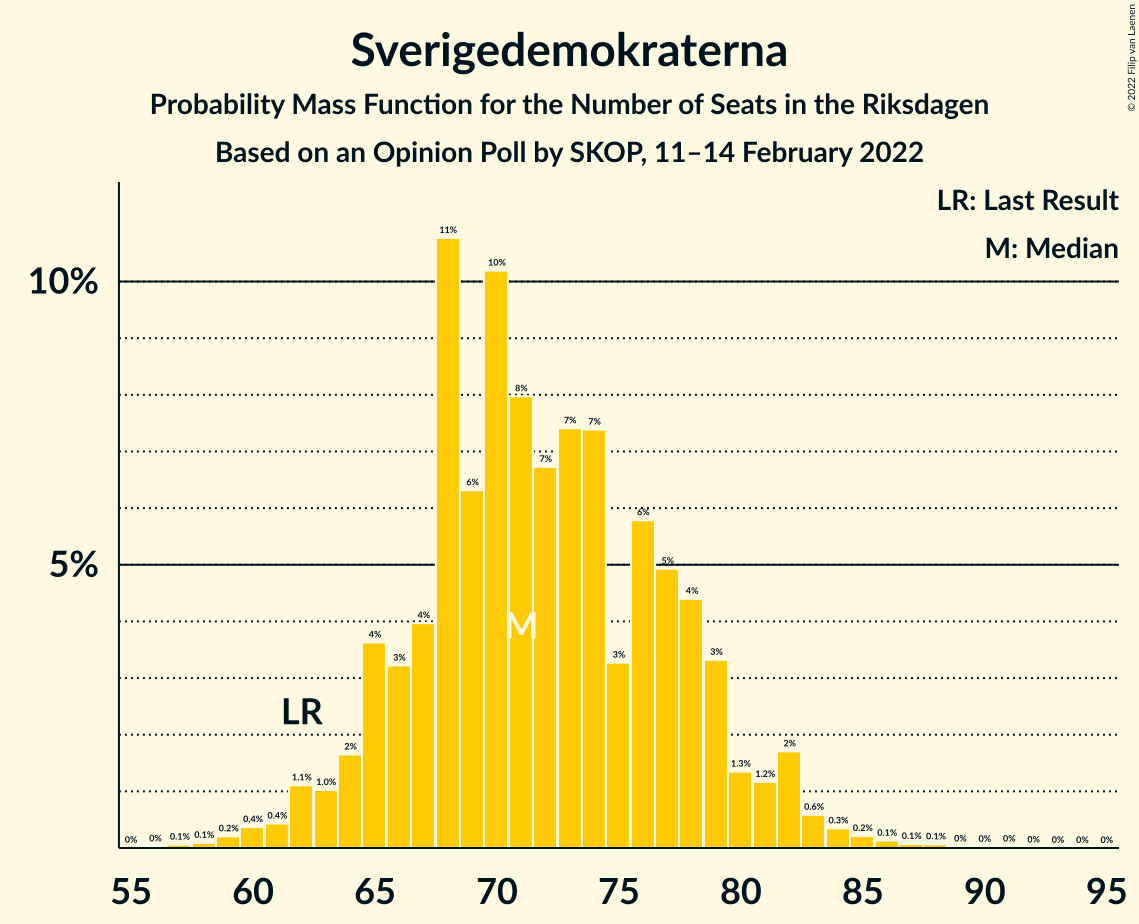 Sverigedemokraterna
Probability Mass Function for the Number of Seats in the Riksdagen
Based on an Opinion Poll by SKOP, 11–14 February 2022
© 2022 Filip van Laenen
LR: Last Result
M: Median
10%
5%
0% 0% 0.1% 0.1% 0.2% 0.4% 0.4% 1.1% 1.0% 2% 4% 3% 4% 11% 6% 10% 8% 7% 7% 7% 3% 6% 5% 4% 3% 1.3% 1.2% 2% 0.6% 0.3% 0.2% 0.1% 0.1% 0.1% 0% 0% 0% 0% 0% 0% 0%
LR
M
55 60 65 70 75 80 85 90 95